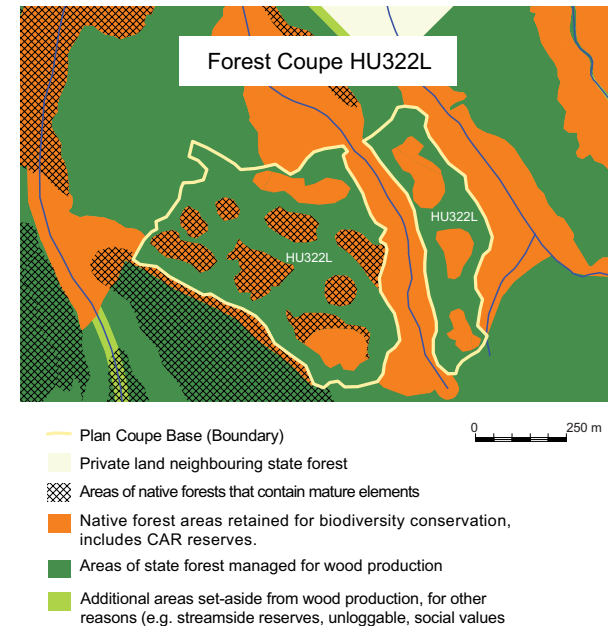 Forest Coupe HU322L
HU322L
HU322L
0 250 m
Plan Coupe Base (Boundary)
Private land neighbouring state forest
Areas of native forests that contain mature elements
Native forest areas retained for biodiversity conservation,
includes CAR reserves.
Areas of state forest managed for wood production
Additional areas set-aside from wood production, for other
reasons (e.g. streamside reserves, unloggable, social values